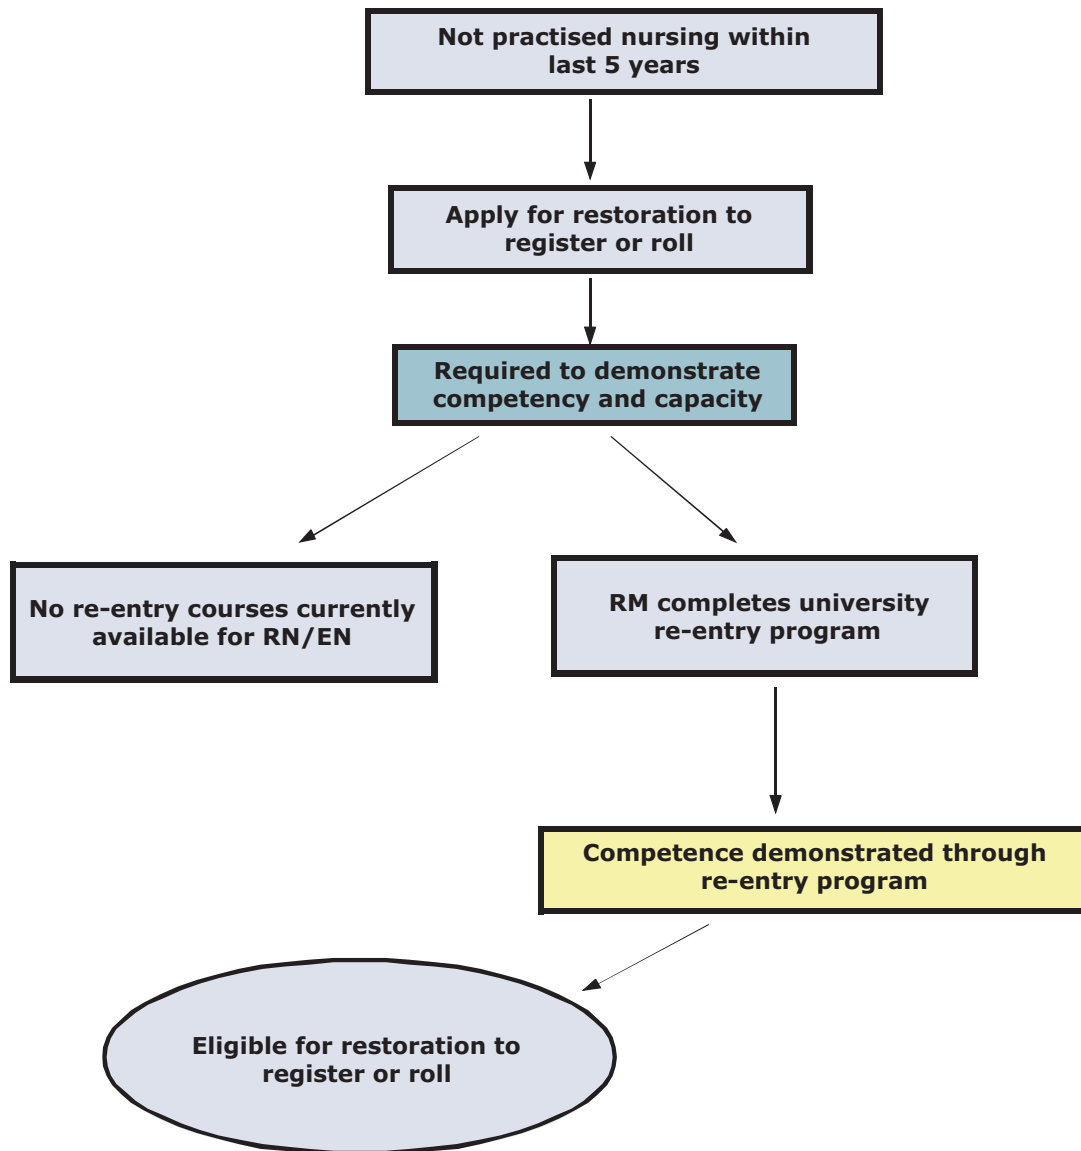 Not practised nursing within
last 5 years
Apply for restoration to
register or roll
Required to demonstrate
competency and capacity
No re-entry courses currently
available for RN/EN
RM completes university
re-entry program
Competence demonstrated through
re-entry program
Eligible for restoration to
register or roll